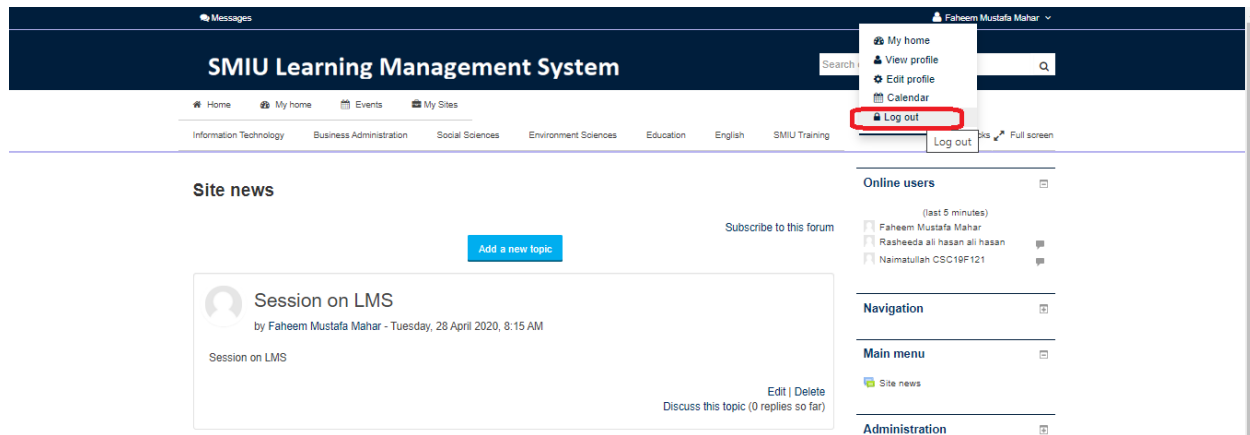 Messages
Faheem Mustafa Mahar
My home
View profile
Edit profile
Calendar
Log out
Log out
SMIU Learning Management System
Search
Home My home Events My Sites
Information Technology Business Administration Social Sciences Environment Sciences Education English SMIU Training
Full screen
Site news
Subscribe to this forum
Add a new topic
Session on LMS
by Faheem Mustafa Mahar - Tuesday, 28 April 2020, 8:15 AM
Session on LMS
Edit | Delete
Discuss this topic (0 replies so far)
Online users
(last 5 minutes)
Faheem Mustafa Mahar
Rasheeda ali hasan ali hasan
Naimatullah CSC19F121
Navigation
Main menu
Site news
Administration